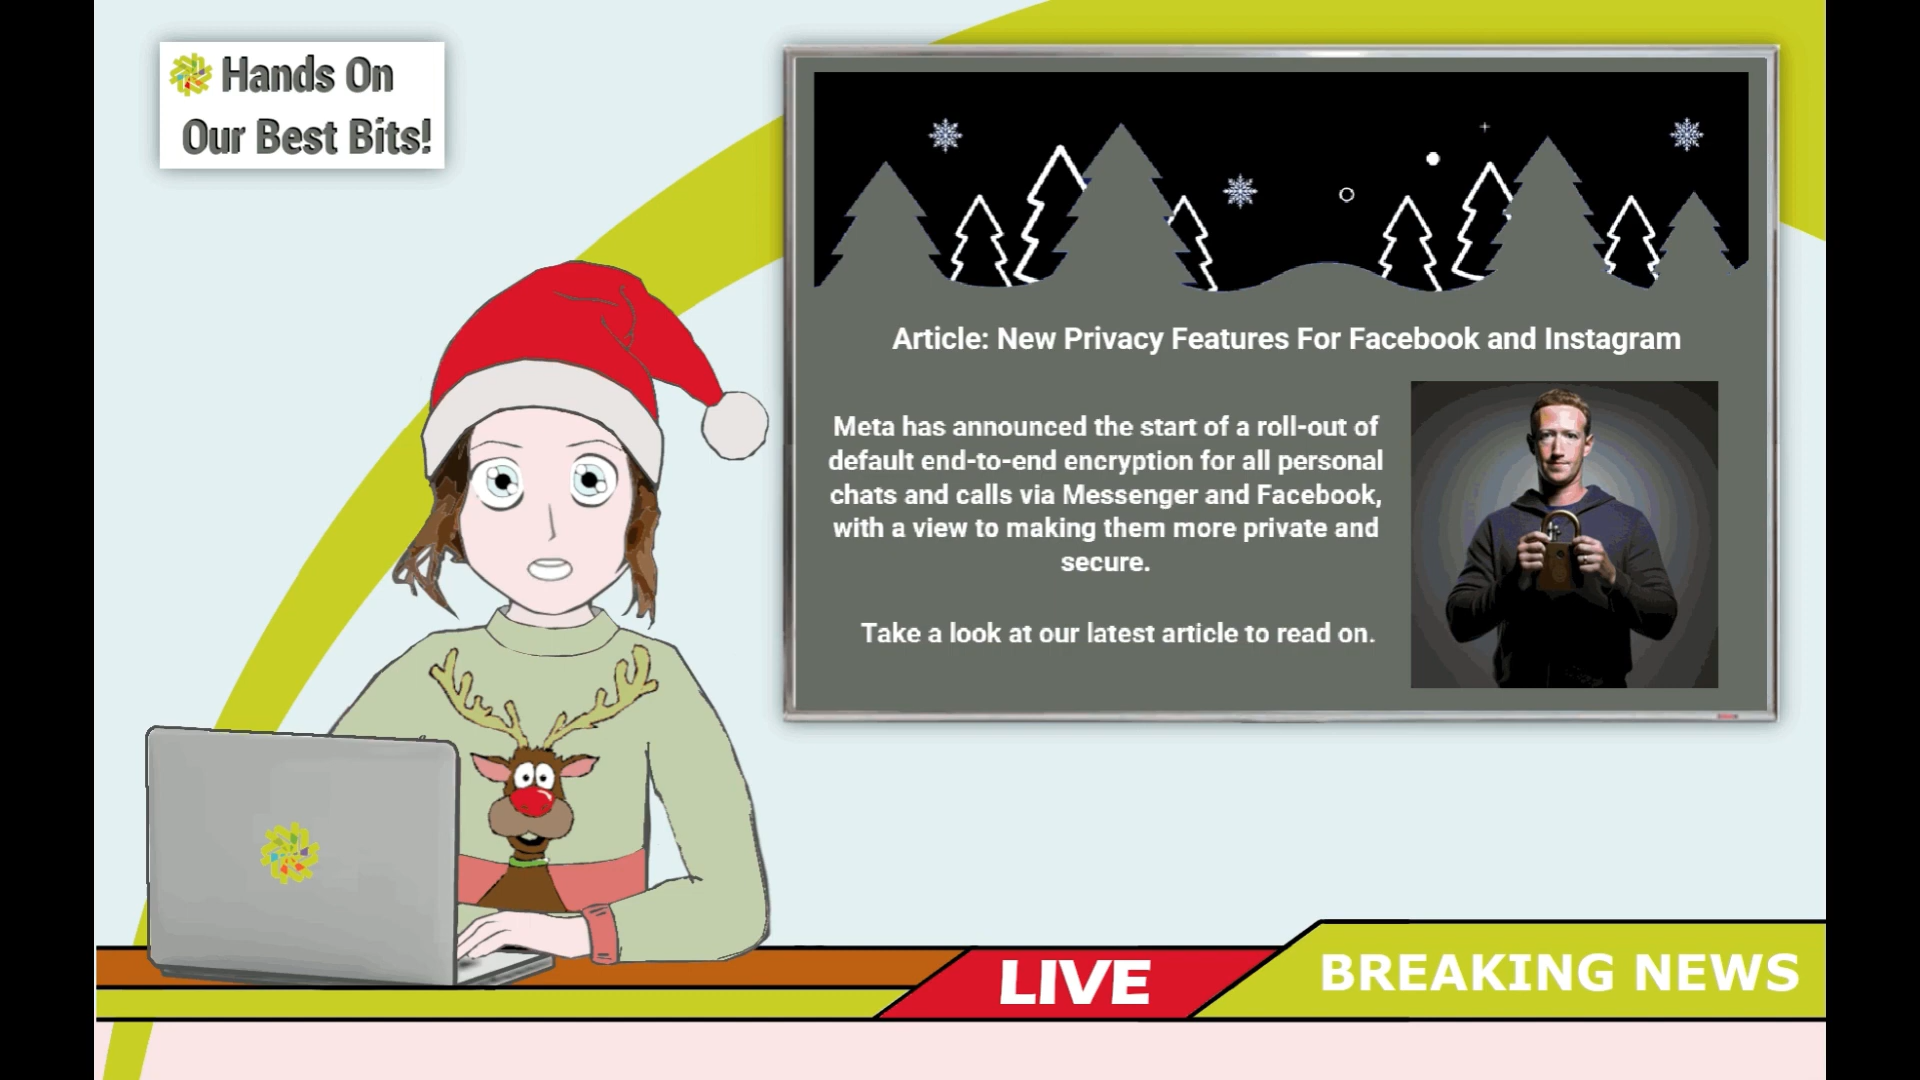 Hands On
Our Best Bits!
Article: New Privacy Features For Facebook and Instagram
Meta has announced the start of a roll-out of
default end-to-end encryption for all personal
chats and calls via Messenger and Facebook,
with a view to making them more private and
secure.
Take a look at our latest article to read on.
LIVE
BREAKING NEWS